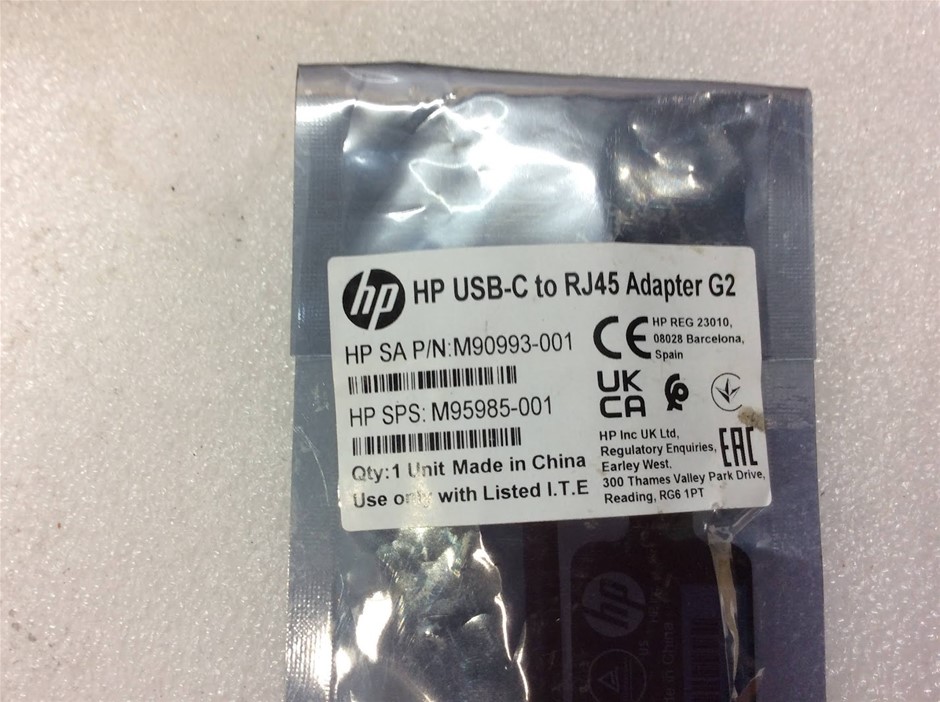 hp HP USB-C to RJ45 Adapter G2
HP SA P/N:M90993-001
HP SPS: M95985-001
Qty:1 Unit Made in China
Use only with Listed I.T.E
CE
HP REG 23010,
08028 Barcelona,
Spain
UK
CA
HP Inc UK Ltd,
Regulatory Enquiries,
Earley West.
300 Thames Valley Park Drive,
Reading, RG6 1PT
EAC
hp
US
China